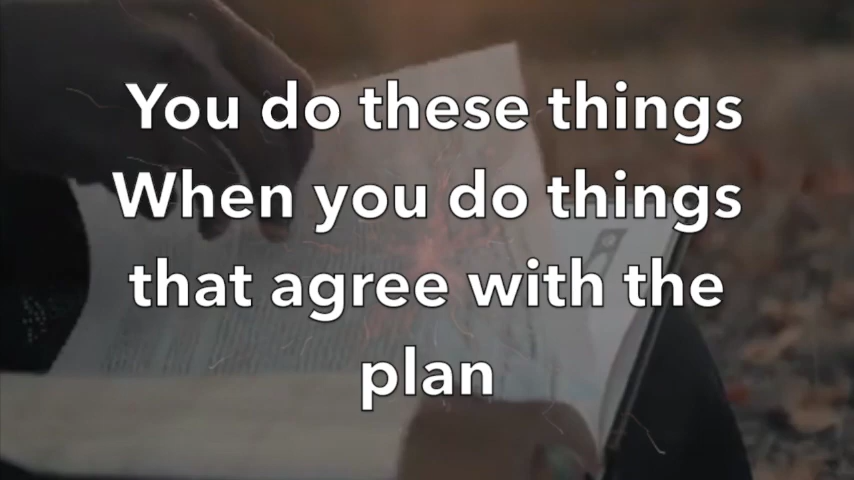 You do these things
When you do things
that agree with the
plan